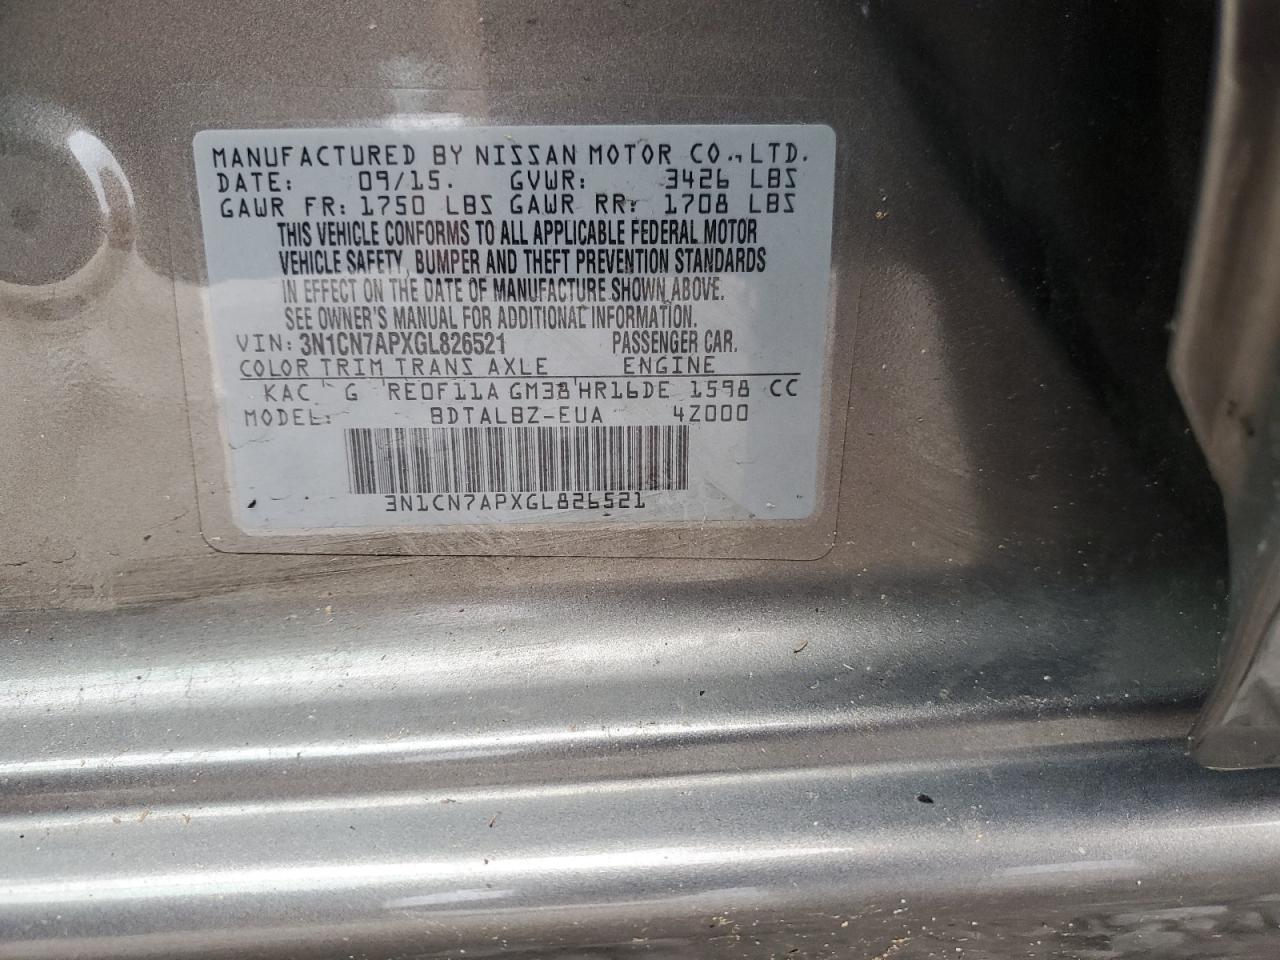 MANUFACTURED BY NISSAN MOTOR CO., LTD.
DATE: 09/15. GVWR: 3426 LBS
GAWR FR: 1750 LBS GAWR RR: 1708 LBS
THIS VEHICLE CONFORMS TO ALL APPLICABLE FEDERAL MOTOR
VEHICLE SAFETY, BUMPER AND THEFT PREVENTION STANDARDS
IN EFFECT ON THE DATE OF MANUFACTURE SHOWN ABOVE.
SEE OWNER'S MANUAL FOR ADDITIONAL INFORMATION.
VIN: 3N1CN7APXGL826521 PASSENGER CAR.
COLOR TRIM TRANS AXLE ENGINE
KAC G RE0F11A GM38 HR16DE 1598 CC
MODEL: BDTALBZ-EUA 4Z000
3N1CN7APXGL826521